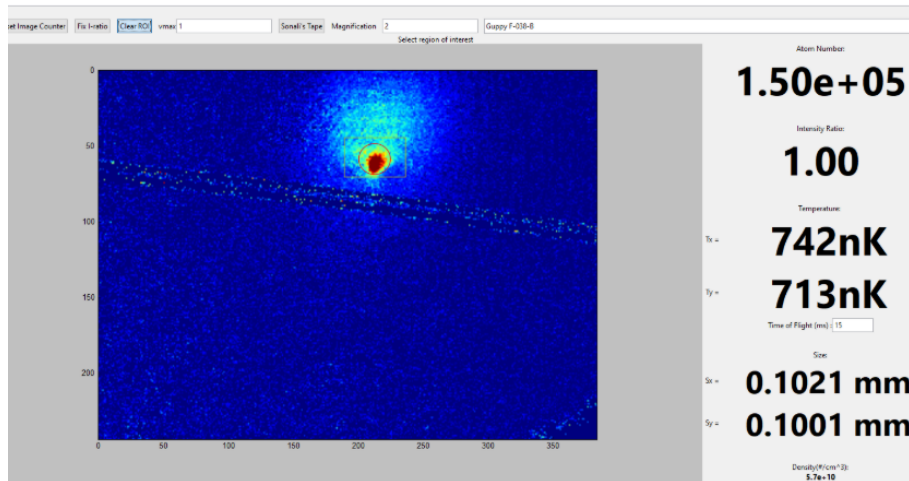 set Image Counter Fix I-ratio Clear ROI vmax 1 Sonali's Tape Magnification 2 Guppy F-038-B
Select region of interest
Atom Number:
1.50e+05
Intensity Ratio:
1.00
Temperature:
Tx = 742nK
Ty = 713nK
Time of Flight (ms) : 15
Size:
Sx = 0.1021 mm
Sy = 0.1001 mm
Density(#/cm^3):
5.7e+10
0
50
100
150
200
0 50 100 150 200 250 300 350